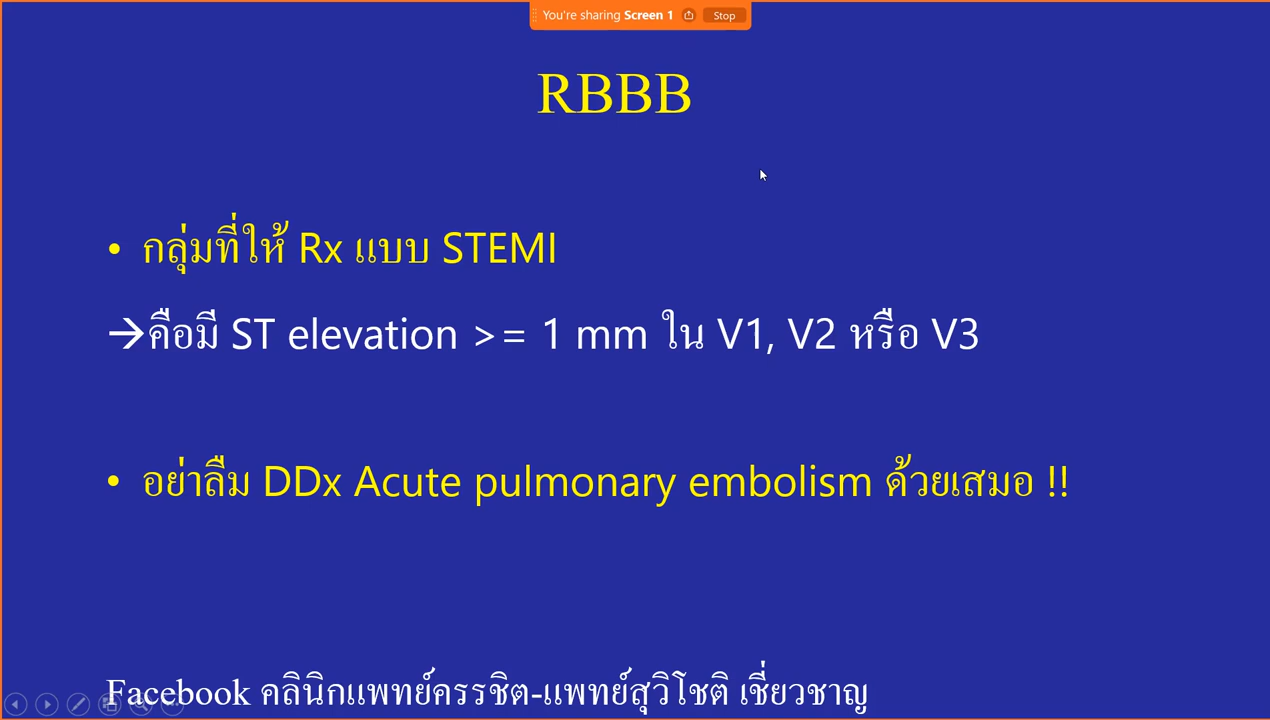 You're sharing Screen 1 Stop
RBBB
• กลุ่มที่ให้ Rx แบบ STEMI
→คือมี ST elevation >= 1 mm ใน V1, V2 หรือ V3
• อย่าลืม DDx Acute pulmonary embolism ด้วยเสมอ !!
Facebook คลินิกแพทย์ครรชิต-แพทย์สุวิโชติ เชี่ยวชาญ